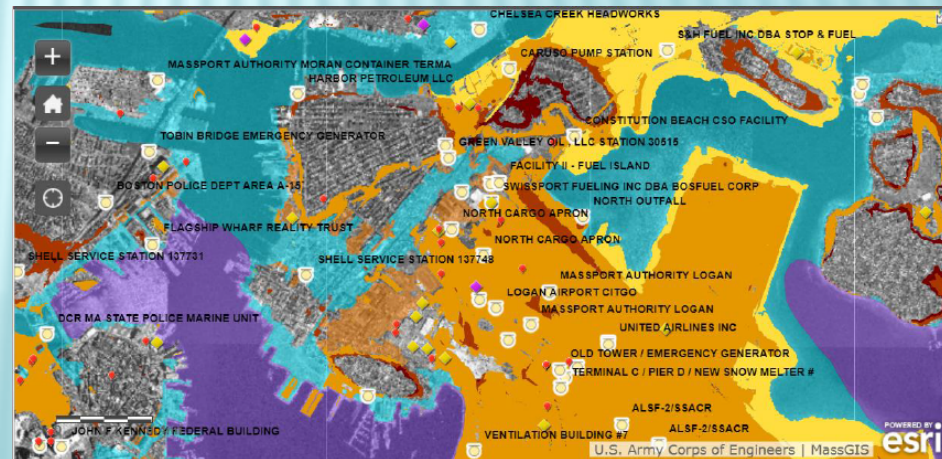 CHELSEA CREEK HEADWORKS
S&H FUEL INC DBA STOP & FUEL
CARUSO PUMP STATION
MASSPORT AUTHORITY MORAN CONTAINER TERMA
HARBOR PETROLEUM LLC
CONSTITUTION BEACH CSO FACILITY
TOBIN BRIDGE EMERGENCY GENERATOR
GREEN VALLEY OIL, LLC STATION 30515
FACILITY II - FUEL ISLAND
BOSTON POLICE DEPT AREA A-15
SWISSPORT FUELING INC DBA BOSFUEL CORP
NORTH OUTFALL
NORTH CARGO APRON
FLAGSHIP WHARF REALITY TRUST
NORTH CARGO APRON
SHELL SERVICE STATION 137731
SHELL SERVICE STATION 137748
MASSPORT AUTHORITY LOGAN
LOGAN AIRPORT CITGO
MASSPORT AUTHORITY LOGAN
DCR MA STATE POLICE MARINE UNIT
UNITED AIRLINES INC
OLD TOWER / EMERGENCY GENERATOR
TERMINAL C / PIER D / NEW SNOW MELTER #
ALSF-2/SSACR
JOHN F KENNEDY FEDERAL BUILDING
VENTILATION BUILDING #7
ALSF-2/SSACR
U.S. Army Corps of Engineers | MassGIS
POWERED BY
esri